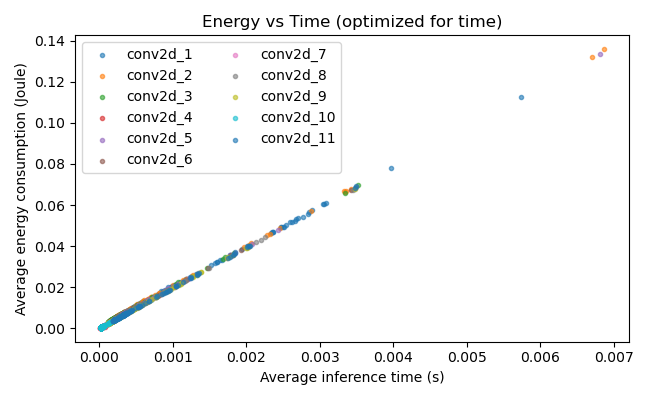 Energy vs Time (optimized for time)
Average energy consumption (Joule)
0.14
0.12
0.10
0.08
0.06
0.04
0.02
0.00
conv2d_1
conv2d_2
conv2d_3
conv2d_4
conv2d_5
conv2d_6
conv2d_7
conv2d_8
conv2d_9
conv2d_10
conv2d_11
0.000 0.001 0.002 0.003 0.004 0.005 0.006 0.007
Average inference time (s)